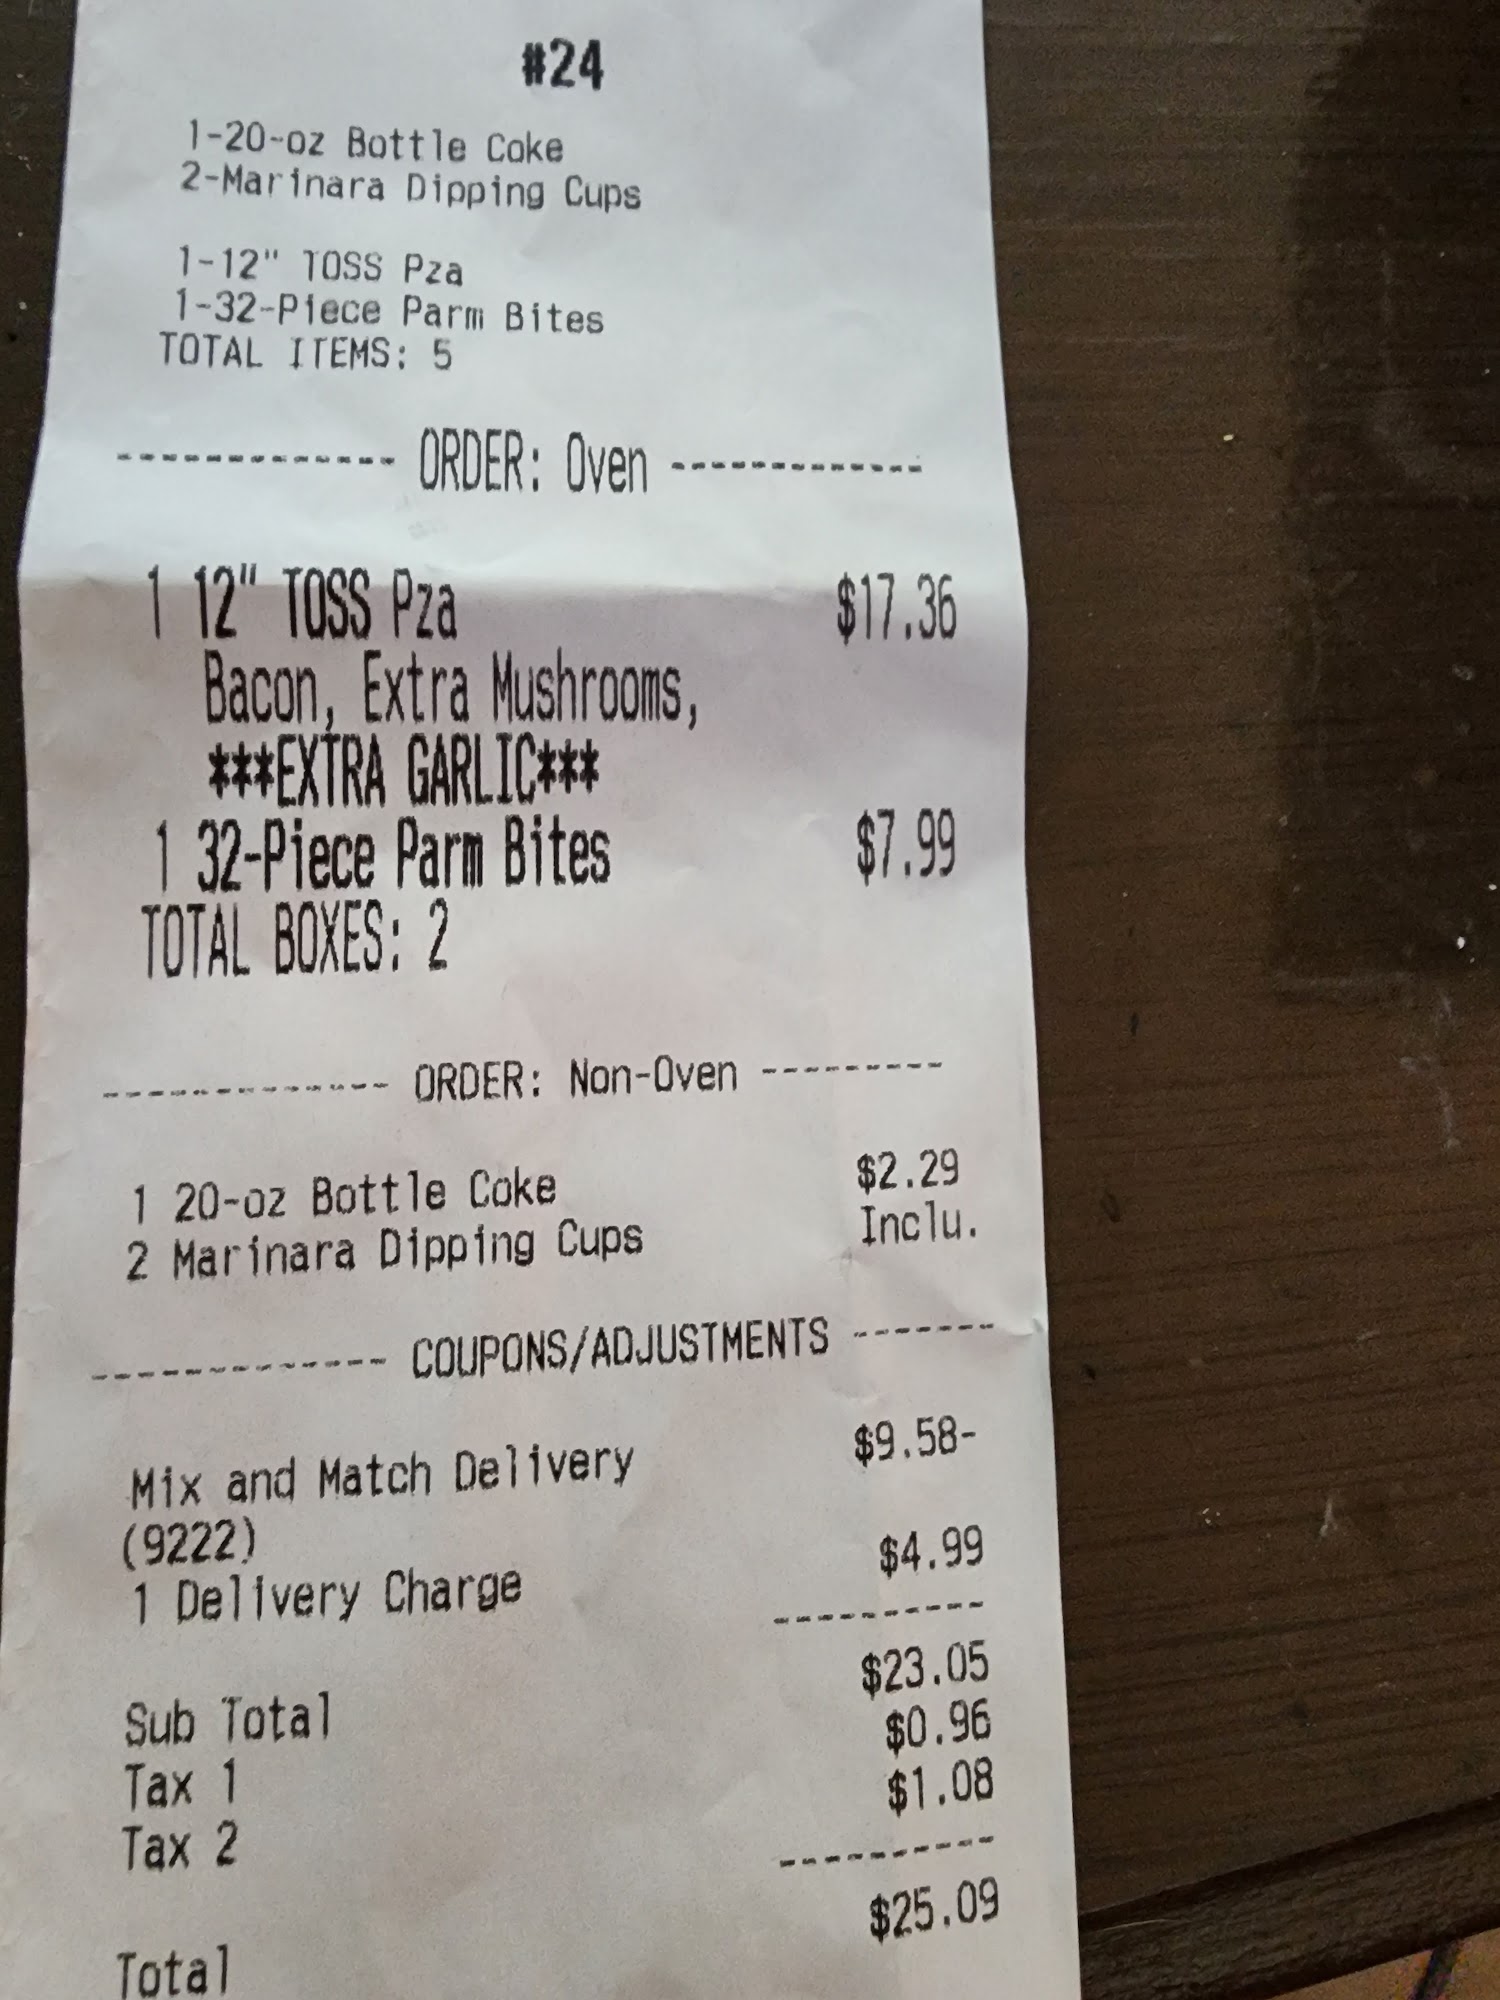 #24
1-20-oz Bottle Coke
2-Marinara Dipping Cups
1-12" TOSS Pza
1-32-Piece Parm Bites
TOTAL ITEMS: 5
------------- ORDER: Oven -------------
1 12" TOSS Pza $17.36
Bacon, Extra Mushrooms,
***EXTRA GARLIC***
1 32-Piece Parm Bites $7.99
TOTAL BOXES: 2
-------------- ORDER: Non-Oven ---------
1 20-oz Bottle Coke $2.29
2 Marinara Dipping Cups Inclu.
------------- COUPONS/ADJUSTMENTS -------
Mix and Match Delivery $9.58-
(9222)
1 Delivery Charge $4.99
----------
Sub Total $23.05
Tax 1 $0.96
Tax 2 $1.08
----------
Total $25.09